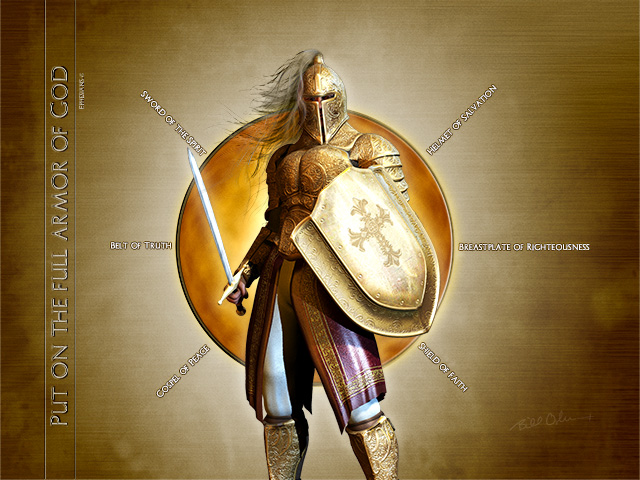 PUT ON THE FULL ARMOR OF GOD
EPHESIANS 6
SWORD OF THE SPIRIT
HELMET OF SALVATION
BELT OF TRUTH
BREASTPLATE OF RIGHTEOUSNESS
GOSPEL OF PEACE
SHIELD OF FAITH